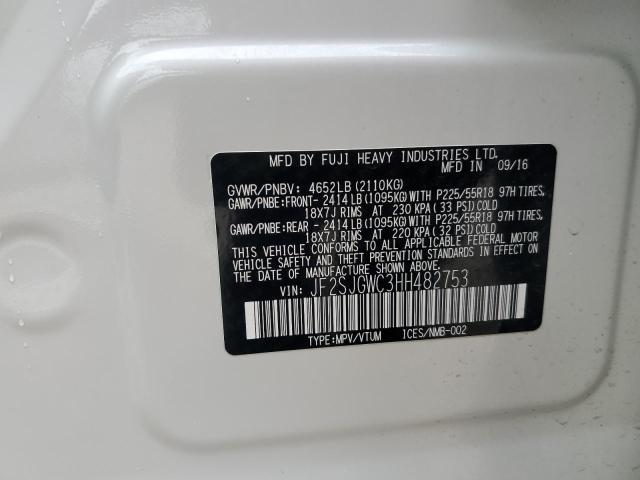 MFD BY FUJI HEAVY INDUSTRIES LTD.
MFD IN 09/16
GVWR/PNBV: 4652LB (2110KG)
GAWR/PNBE:FRONT- 2414LB (1095KG) WITH P225/55R18 97H TIRES,
18X7J RIMS AT 230 KPA (33 PSI) COLD
GAWR/PNBE:REAR - 2414LB (1095KG) WITH P225/55R18 97H TIRES,
18X7J RIMS AT 220 KPA (32 PSI) COLD
THIS VEHICLE CONFORMS TO ALL APPLICABLE FEDERAL MOTOR
VEHICLE SAFETY AND THEFT PREVENTION STANDARDS IN EFFECT
ON THE DATE OF MANUFACTURE SHOWN ABOVE.
VIN: JF2SJGWC3HH482753
TYPE:MPV/VTUM ICES/NMB-002